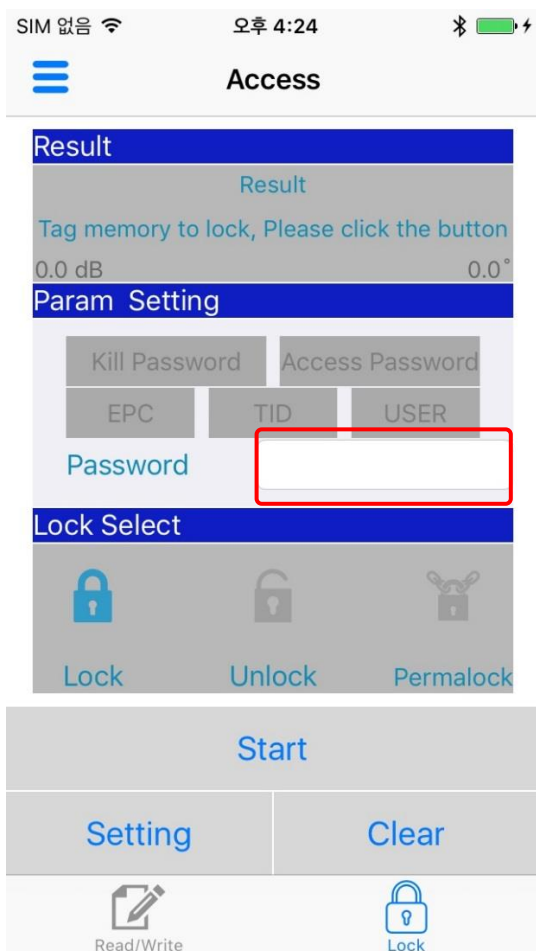 SIM 없음 오후 4:24
Access
Result
Result
Tag memory to lock, Please click the button
0.0 dB 0.0°
Param Setting
Kill Password Access Password
EPC TID USER
Password
Lock Select
Lock Unlock Permalock
Start
Setting Clear
Read/Write Lock